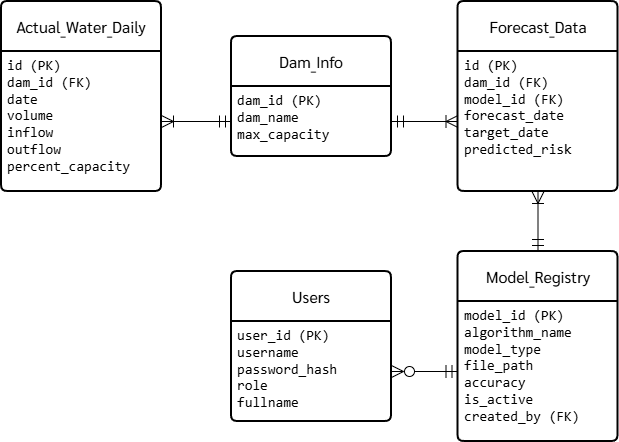 Actual_Water_Daily
id (PK)
dam_id (FK)
date
volume
inflow
outflow
percent_capacity
Dam_Info
dam_id (PK)
dam_name
max_capacity
Forecast_Data
id (PK)
dam_id (FK)
model_id (FK)
forecast_date
target_date
predicted_risk
Users
user_id (PK)
username
password_hash
role
fullname
Model_Registry
model_id (PK)
algorithm_name
model_type
file_path
accuracy
is_active
created_by (FK)